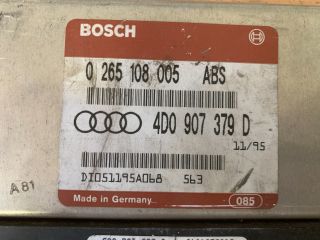 BOSCH
0 265 108 005 ABS
4D0 907 379 D
11/95
DI051195A068 563
A81
Made in Germany
085